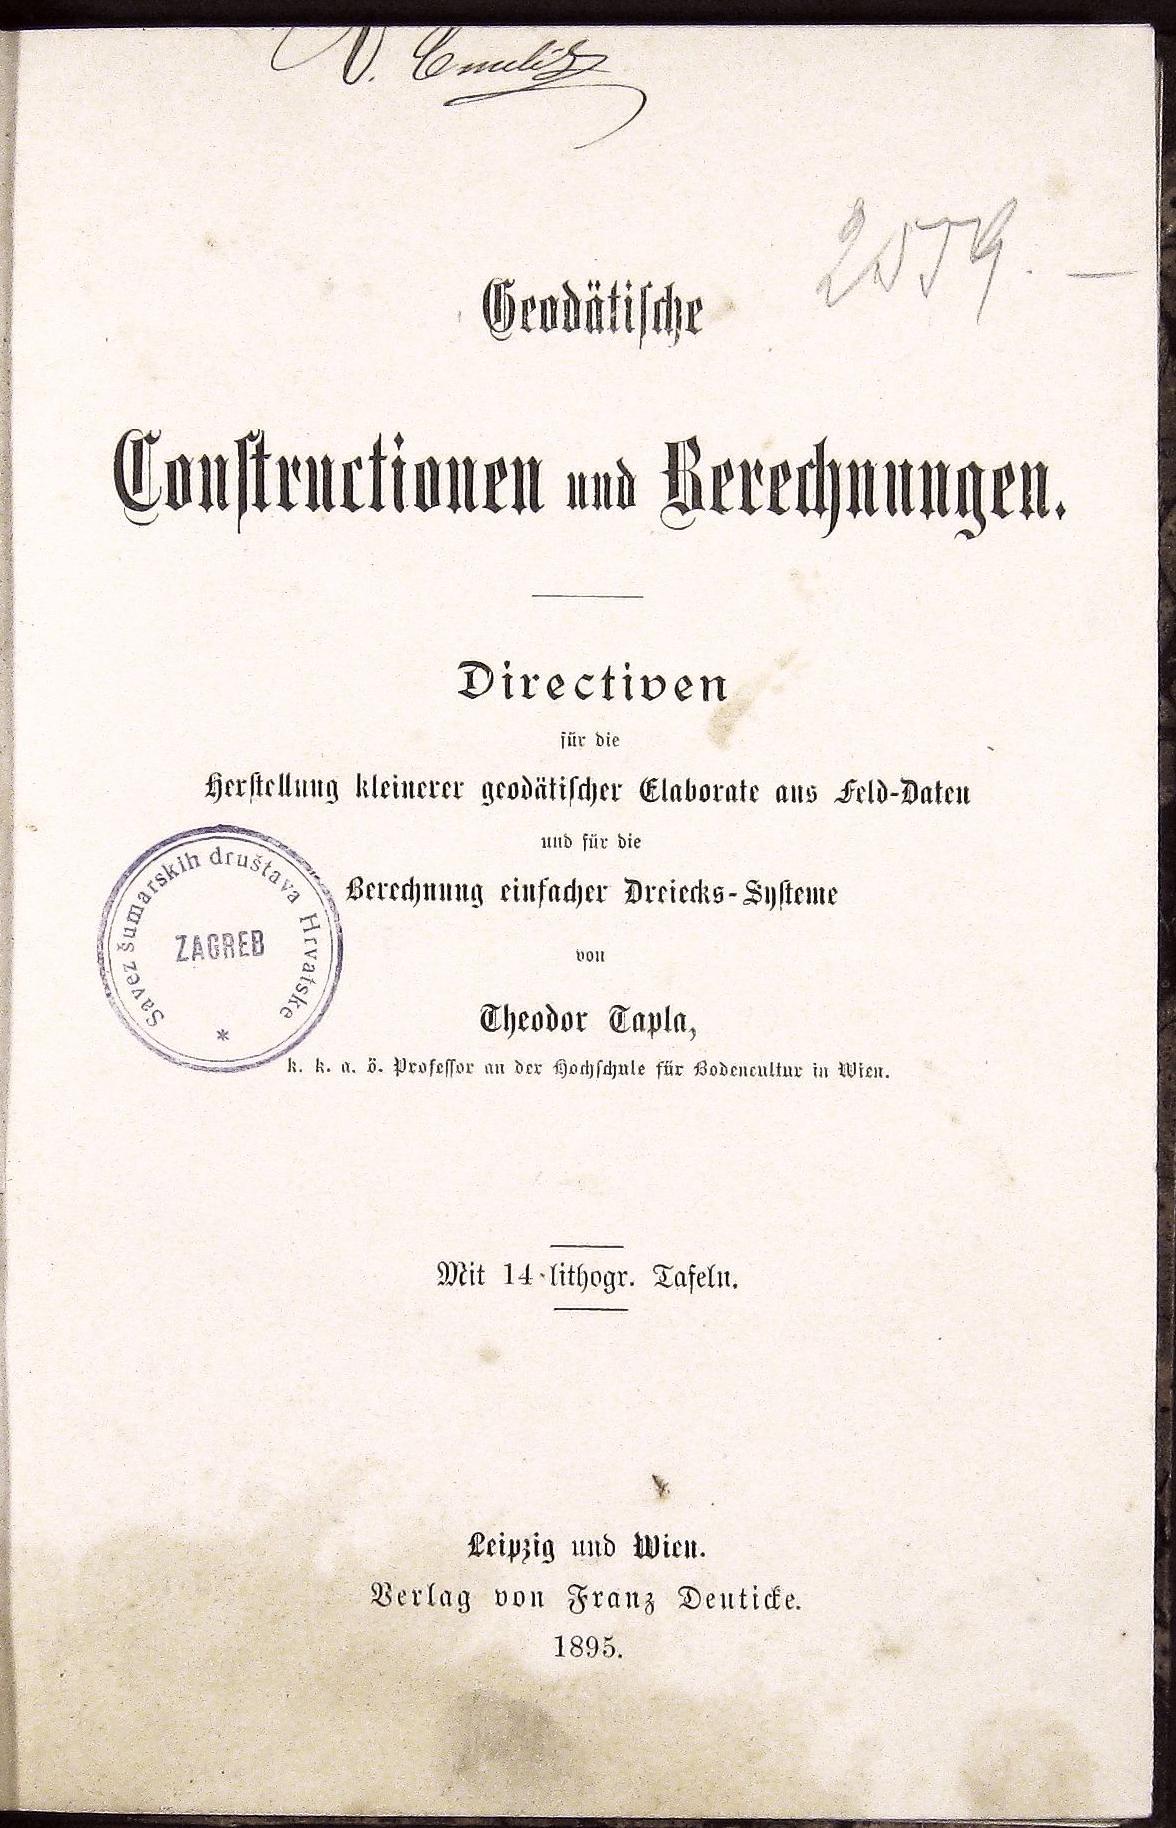 Geodätische
Constructionen und Berechnungen.
Directiven
für die
Herstellung kleinerer geodätischer Elaborate aus Feld-Daten
und für die
Berechnung einfacher Dreiecks-Systeme
von
Theodor Tapla,
k. k. a. ö. Professor an der Hochschule für Bodencultur in Wien.
Savez šumarskih društava Hrvatske
ZAGREB
*
Mit 14 lithogr. Tafeln.
Leipzig und Wien.
Verlag von Franz Deuticke.
1895.